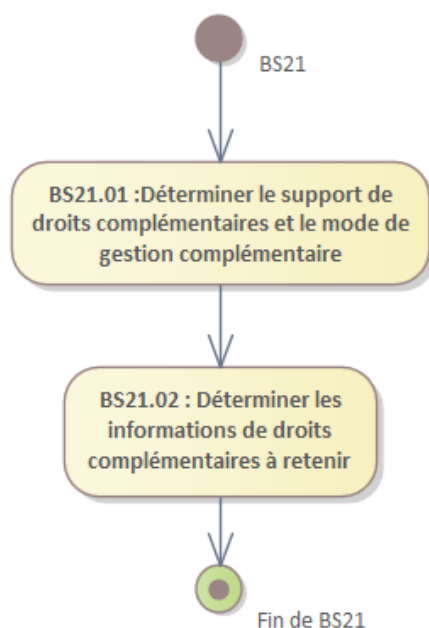 BS21
BS21.01 :Déterminer le support de
droits complémentaires et le mode de
gestion complémentaire
BS21.02 : Déterminer les
informations de droits
complémentaires à retenir
Fin de BS21